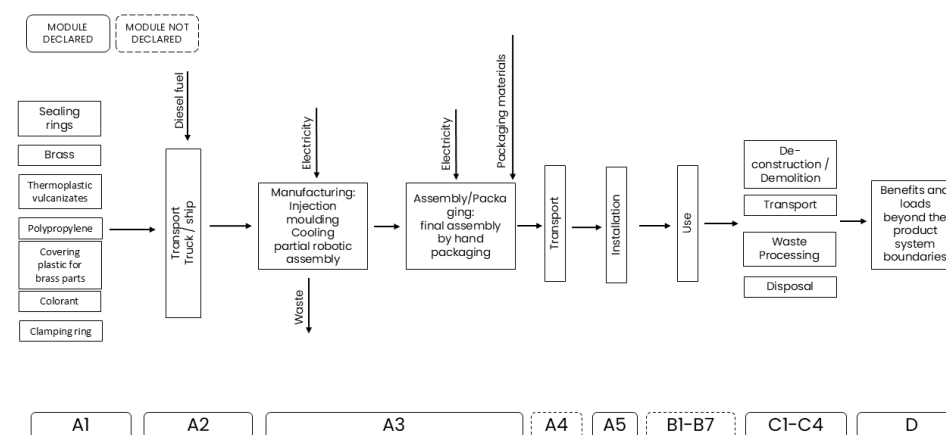 MODULE
DECLARED
MODULE NOT
DECLARED
Sealing
rings
Brass
Thermoplastic
vulcanizates
Polypropylene
Covering
plastic for
brass parts
Colorant
Clamping ring
Diesel fuel
Transport
Truck / ship
Electricity
Manufacturing:
Injection
moulding
Cooling
partial robotic
assembly
Waste
Electricity
Packaging materials
Assembly/Packa
ging:
final assembly
by hand
packaging
Transport
Installation
Use
De-
construction /
Demolition
Transport
Waste
Processing
Disposal
Benefits and
loads
beyond the
product
system
boundaries
A1
A2
A3
A4
A5
B1-B7
C1-C4
D